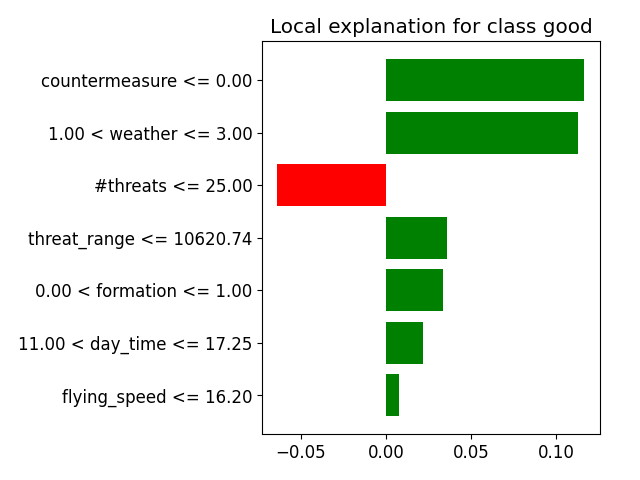 Local explanation for class good
countermeasure <= 0.00
1.00 < weather <= 3.00
#threats <= 25.00
threat_range <= 10620.74
0.00 < formation <= 1.00
11.00 < day_time <= 17.25
flying_speed <= 16.20
−0.05 0.00 0.05 0.10